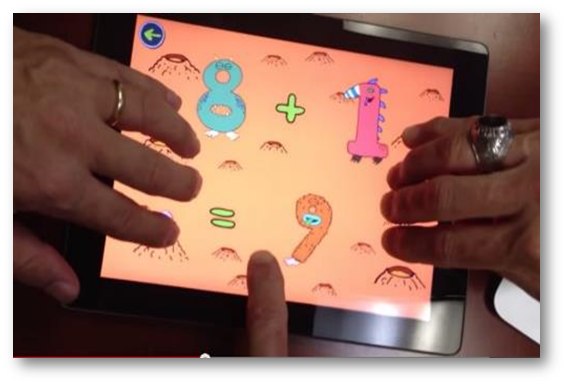 8 + 1
= 9